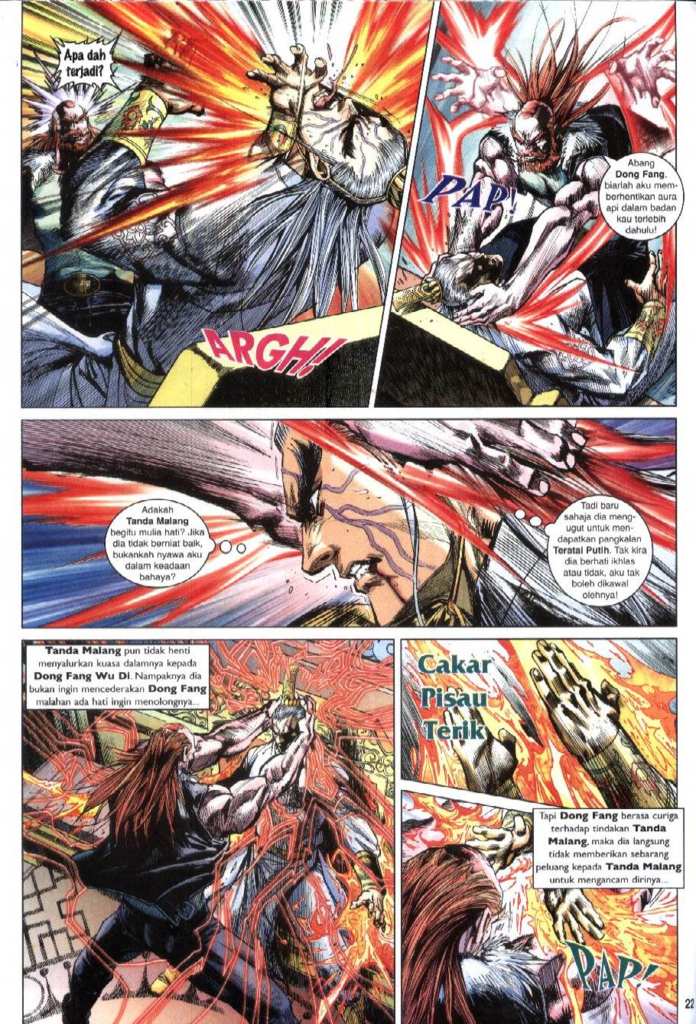 Apa dah
terjadi?
ARGH!
PAP!
Abang
Dong Fang,
biarlah aku mem-
berhentikan aura
api dalam badan
kau terlebih
dahulu!
Adakah
Tanda Malang
begitu mulia hati? Jika
dia tidak berniat baik,
bukankah nyawa aku
dalam keadaan
bahaya?
Tadi baru
sahaja dia meng-
ugut untuk men-
dapatkan pangkalan
Teratai Putih. Tak kira
dia berhati ikhlas
atau tidak, aku tak
boleh dikawal
olehnya!
Tanda Malang pun tidak henti
menyalurkan kuasa dalamnya kepada
Dong Fang Wu Di. Nampaknya dia
bukan ingin mencederakan Dong Fang
malahan ada hati ingin menolongnya...
Cakar
Pisau
Terik
Tapi Dong Fang berasa curiga
terhadap tindakan Tanda
Malang, maka dia langsung
tidak memberikan sebarang
peluang kepada Tanda Malang
untuk mengancam dirinya...
PAP!
22